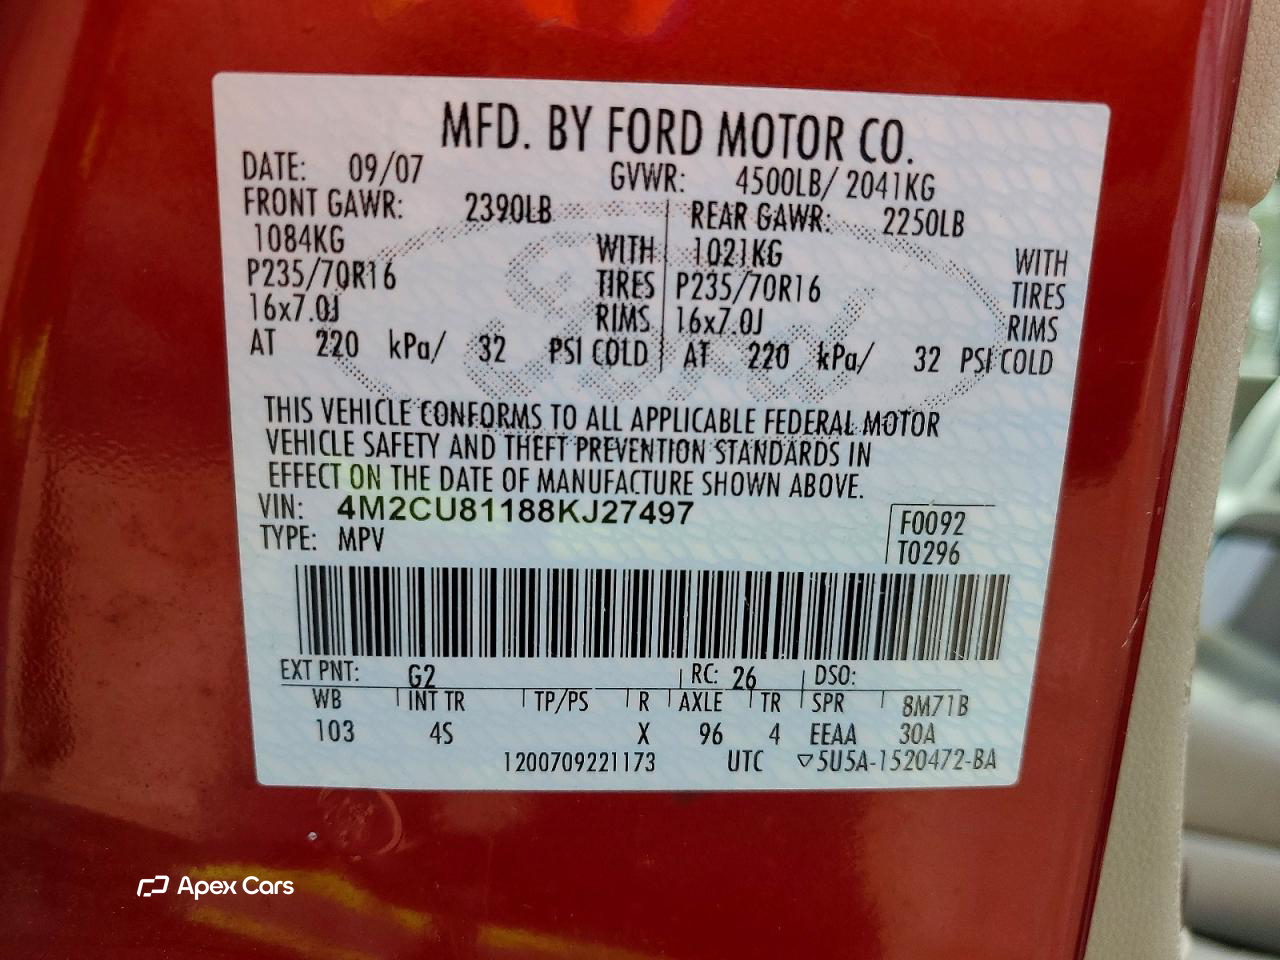 MFD. BY FORD MOTOR CO.
DATE: 09/07 GVWR: 4500LB/ 2041KG
FRONT GAWR: 2390LB REAR GAWR: 2250LB
1084KG WITH 1021KG WITH
P235/70R16 TIRES P235/70R16 TIRES
16x7.0J RIMS 16x7.0J RIMS
AT 220 kPa/ 32 PSI COLD AT 220 kPa/ 32 PSI COLD
THIS VEHICLE CONFORMS TO ALL APPLICABLE FEDERAL MOTOR
VEHICLE SAFETY AND THEFT PREVENTION STANDARDS IN
EFFECT ON THE DATE OF MANUFACTURE SHOWN ABOVE.
VIN: 4M2CU81188KJ27497 F0092
TYPE: MPV T0296
EXT PNT: G2 RC: 26 DSO:
WB INT TR TP/PS R AXLE TR SPR 8M71B
103 4S X 96 4 EEAA 30A
1200709221173 UTC ▽5U5A-1520472-BA
Apex Cars